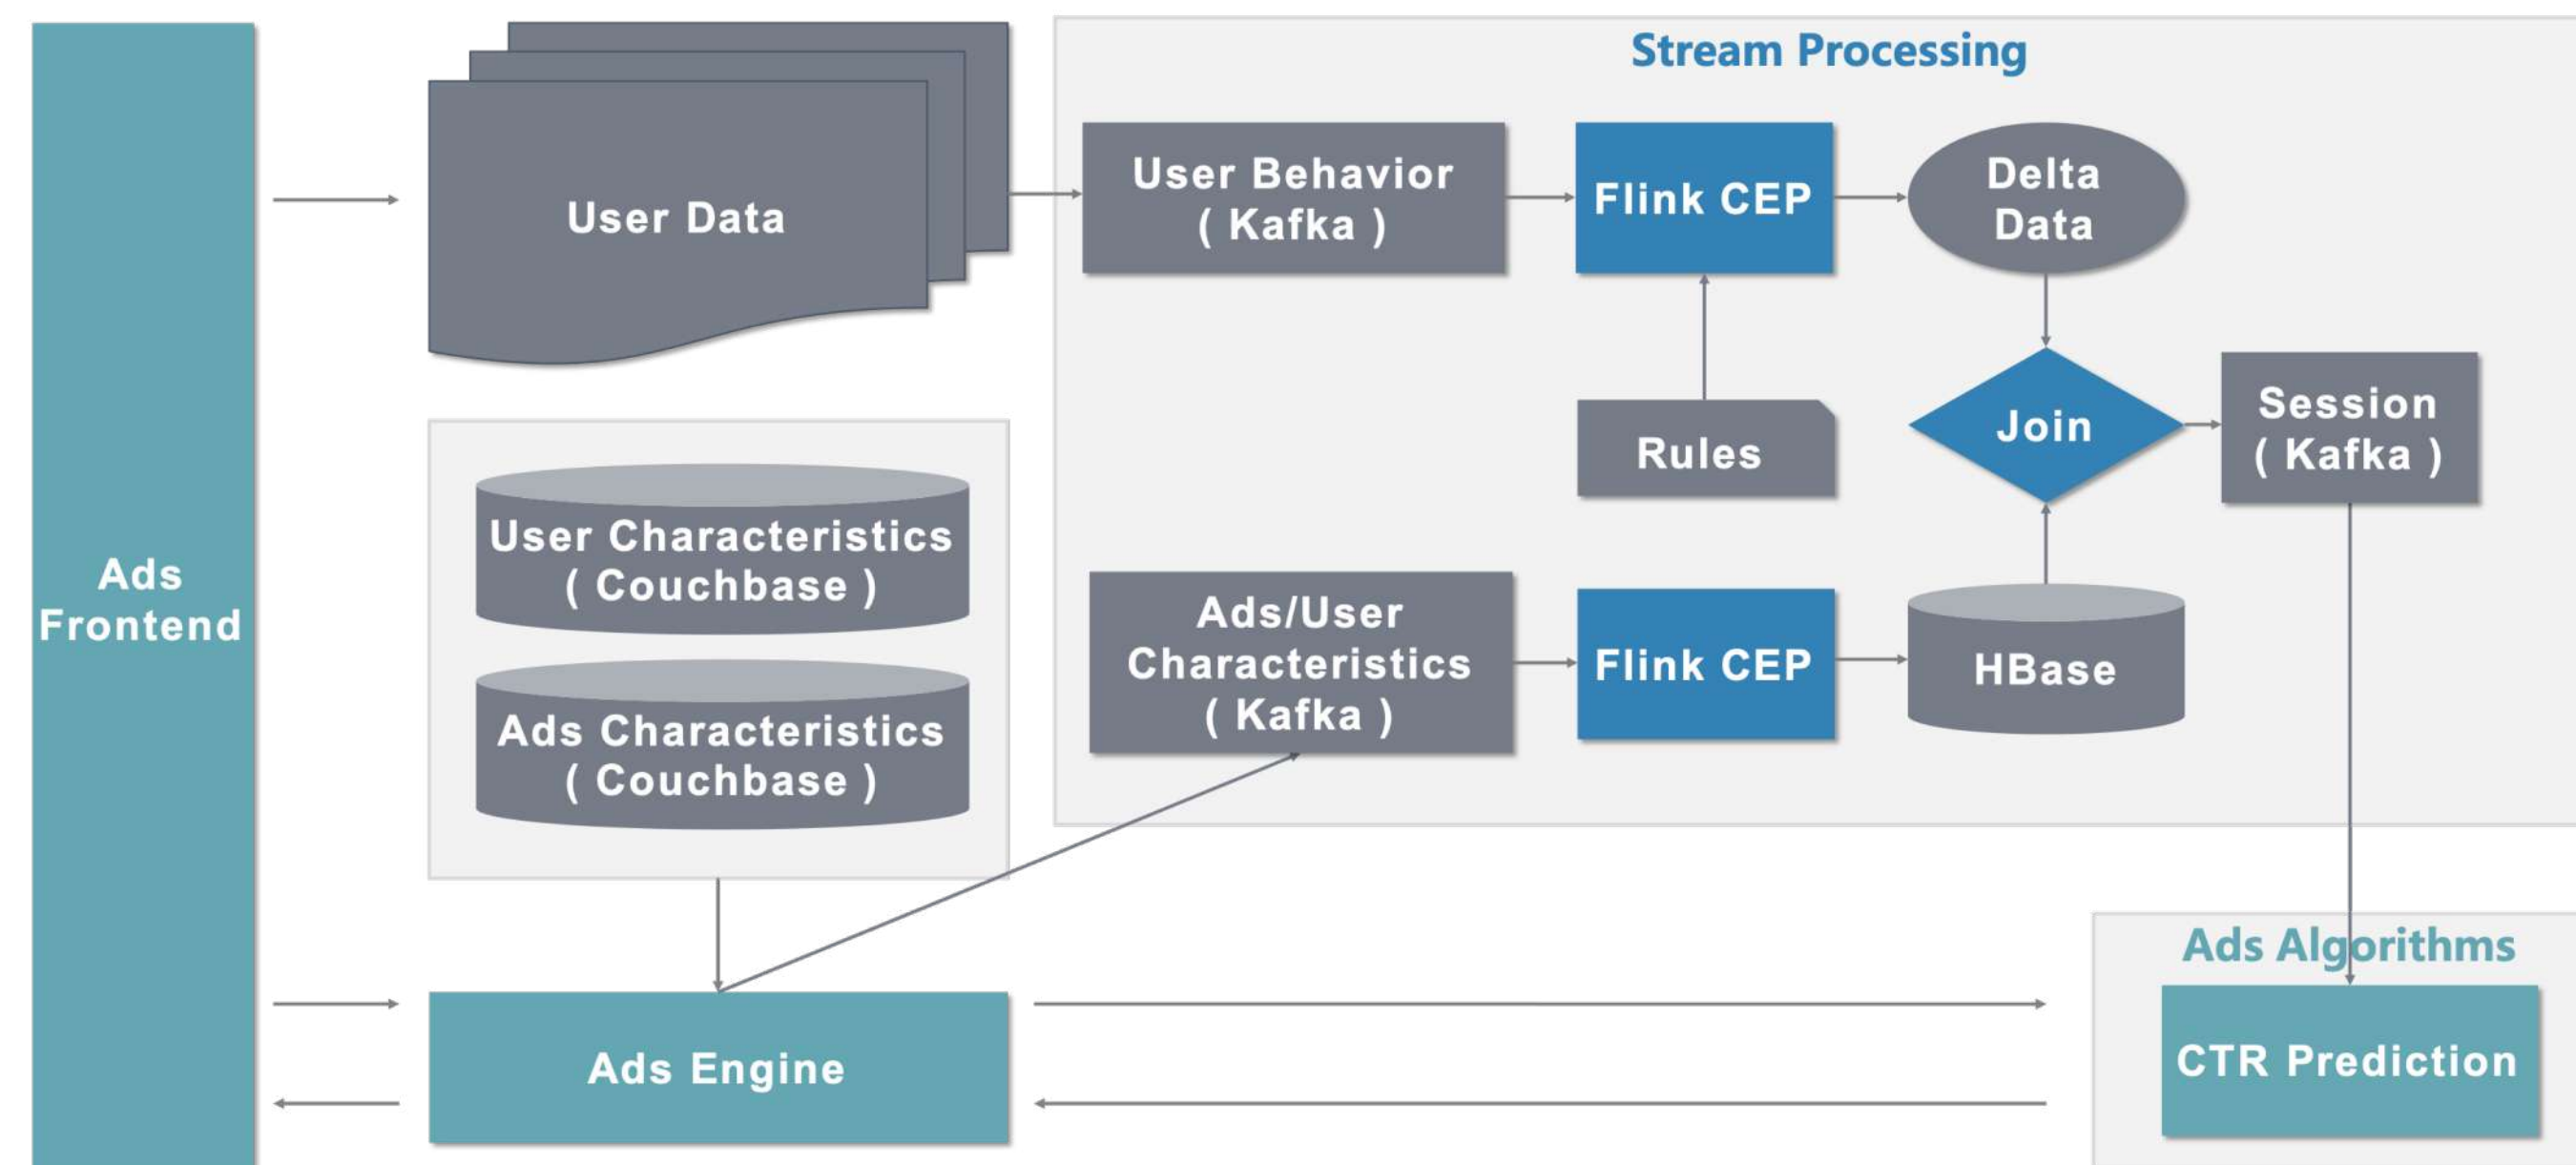 Stream Processing
User Data
User Behavior
( Kafka )
Flink CEP
Delta
Data
Rules
Join
Session
( Kafka )
Ads
Frontend
User Characteristics
( Couchbase )
Ads Characteristics
( Couchbase )
Ads/User
Characteristics
( Kafka )
Flink CEP
HBase
Ads Engine
Ads Algorithms
CTR Prediction